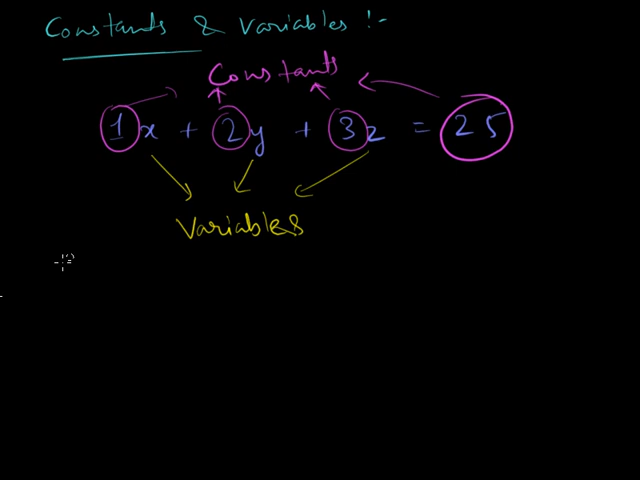 Constants & Variables :-
Constants
1x + 2y + 3z = 25
Variables